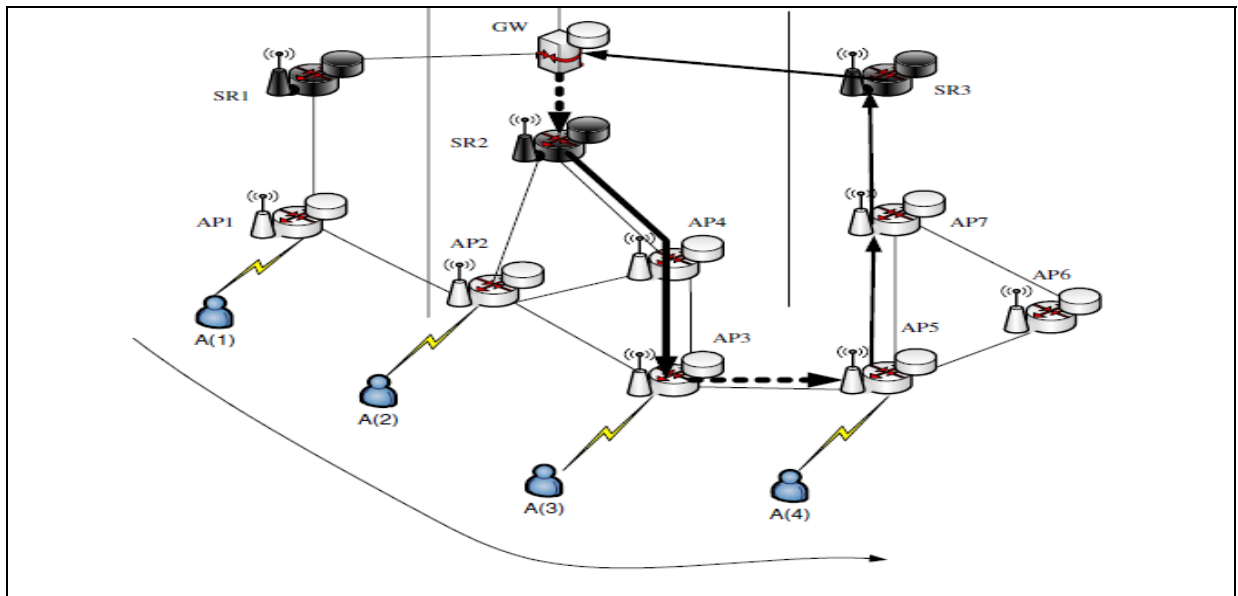 GW
SR1
SR3
SR2
AP1
AP4
AP7
AP2
AP6
AP3
AP5
A(1)
A(2)
A(3)
A(4)